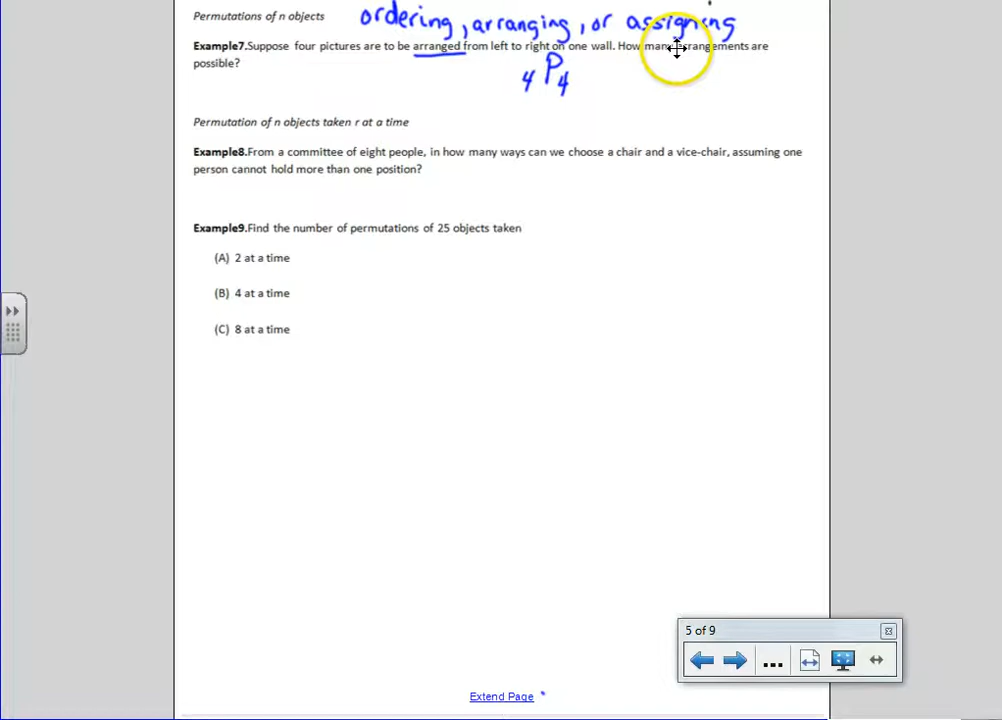 Permutations of n objects
ordering, arranging, or assigning
Example7.Suppose four pictures are to be arranged from left to right on one wall. How many arrangements are
possible?
4P4
Permutation of n objects taken r at a time
Example8.From a committee of eight people, in how many ways can we choose a chair and a vice-chair, assuming one
person cannot hold more than one position?
Example9.Find the number of permutations of 25 objects taken
(A) 2 at a time
(B) 4 at a time
(C) 8 at a time
5 of 9
...
Extend Page